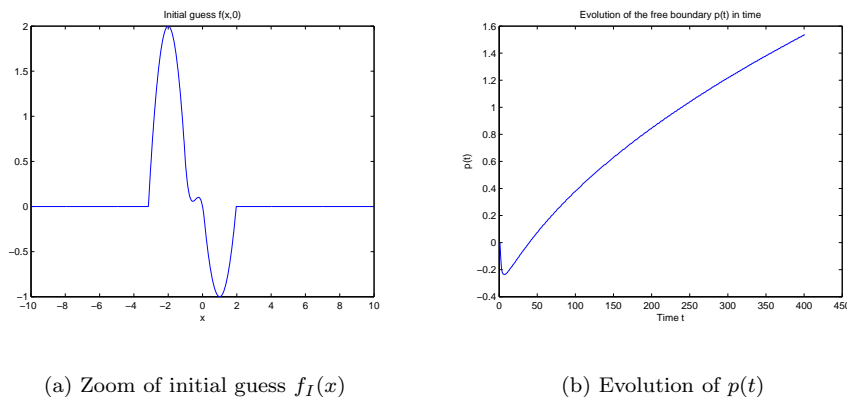 Initial guess f(x,0)
2
1.5
1
0.5
0
−0.5
−1
−10 −8 −6 −4 −2 0 2 4 6 8 10
x
(a) Zoom of initial guess f_I(x)
Evolution of the free boundary p(t) in time
p(t)
1.6
1.4
1.2
1
0.8
0.6
0.4
0.2
0
−0.2
−0.4
0 50 100 150 200 250 300 350 400 450
Time t
(b) Evolution of p(t)